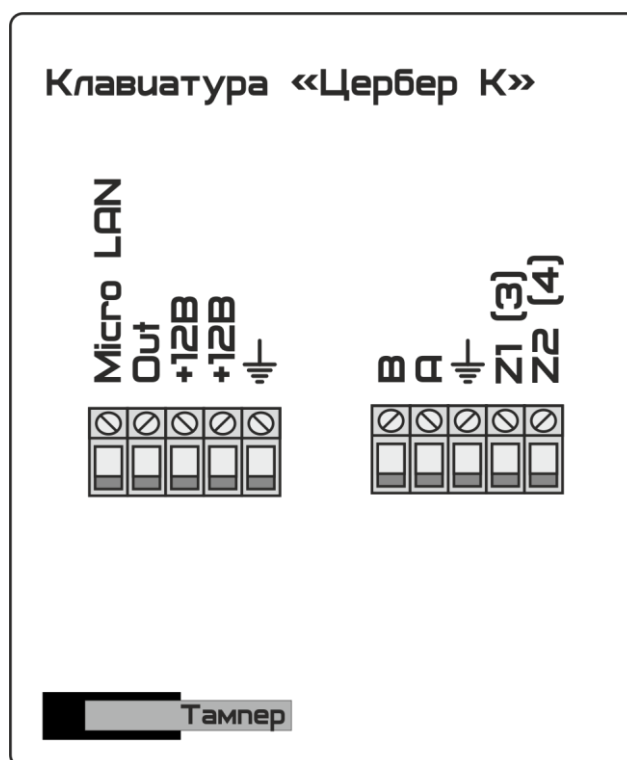 Клавиатура «Цербер К»
Micro LAN
Out
+12В
+12В
B
A
Z1 (3)
Z2 (4)
Тампер